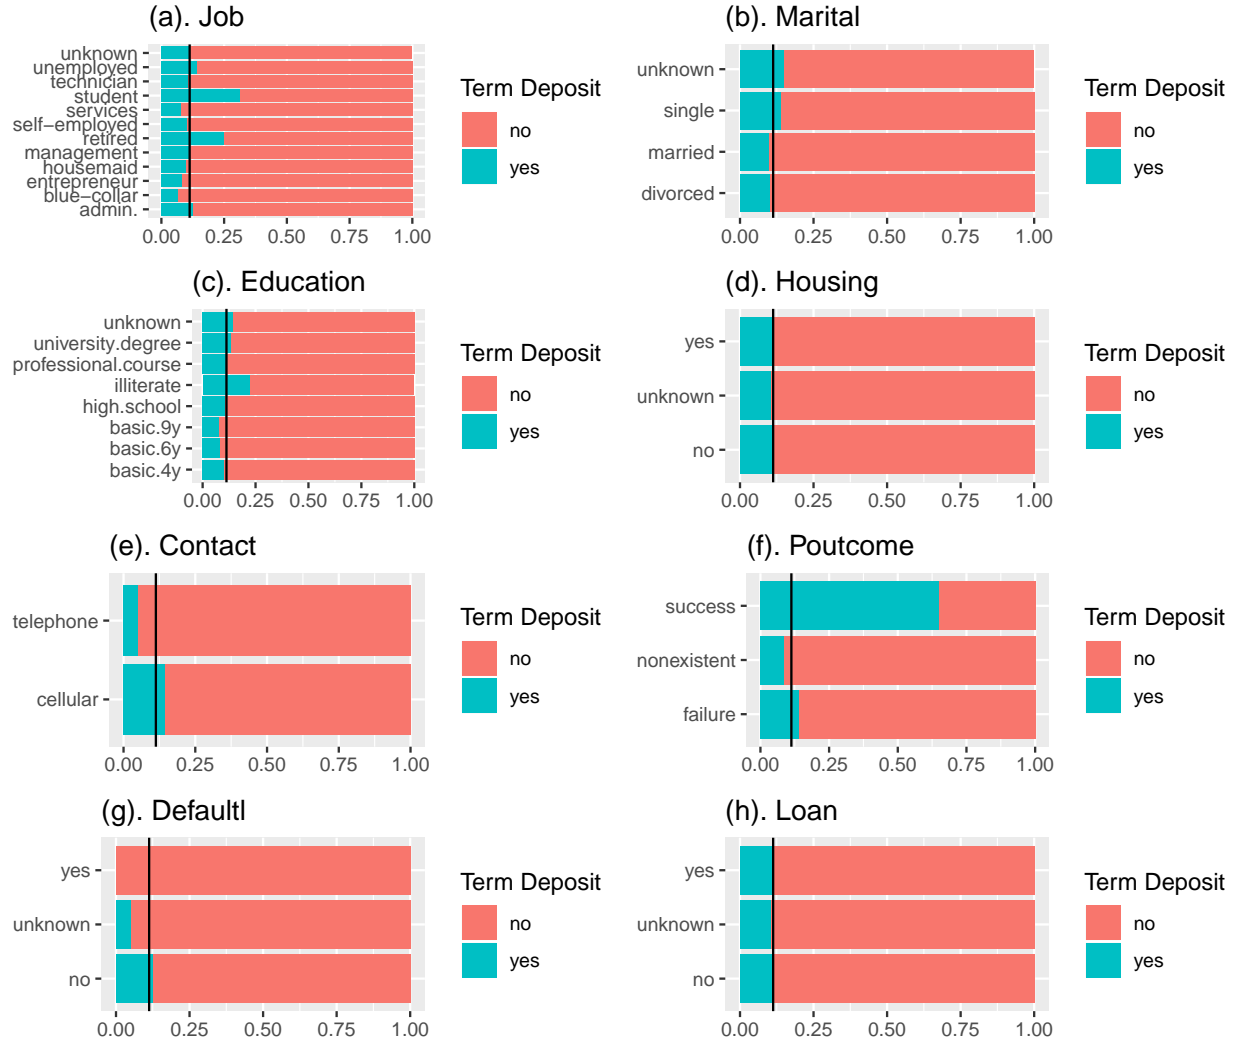 (a). Job
unknown
unemployed
technician
student
services
self−employed
retired
management
housemaid
entrepreneur
blue−collar
admin.
0.00 0.25 0.50 0.75 1.00
Term Deposit
no
yes
(b). Marital
unknown
single
married
divorced
0.00 0.25 0.50 0.75 1.00
Term Deposit
no
yes
(c). Education
unknown
university.degree
professional.course
illiterate
high.school
basic.9y
basic.6y
basic.4y
0.00 0.25 0.50 0.75 1.00
Term Deposit
no
yes
(d). Housing
yes
unknown
no
0.00 0.25 0.50 0.75 1.00
Term Deposit
no
yes
(e). Contact
telephone
cellular
0.00 0.25 0.50 0.75 1.00
Term Deposit
no
yes
(f). Poutcome
success
nonexistent
failure
0.00 0.25 0.50 0.75 1.00
Term Deposit
no
yes
(g). Defaultl
yes
unknown
no
0.00 0.25 0.50 0.75 1.00
Term Deposit
no
yes
(h). Loan
yes
unknown
no
0.00 0.25 0.50 0.75 1.00
Term Deposit
no
yes